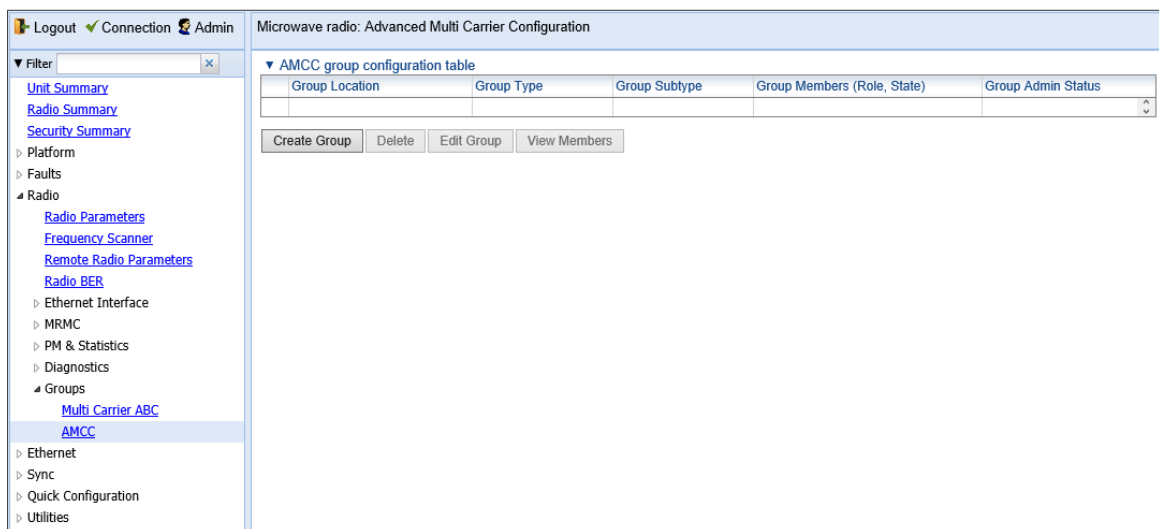 Logout Connection Admin
Filter
Unit Summary
Radio Summary
Security Summary
Platform
Faults
Radio
Radio Parameters
Frequency Scanner
Remote Radio Parameters
Radio BER
Ethernet Interface
MRMC
PM & Statistics
Diagnostics
Groups
Multi Carrier ABC
AMCC
Ethernet
Sync
Quick Configuration
Utilities
Microwave radio: Advanced Multi Carrier Configuration
AMCC group configuration table
Group Location Group Type Group Subtype Group Members (Role, State) Group Admin Status
Create Group Delete Edit Group View Members